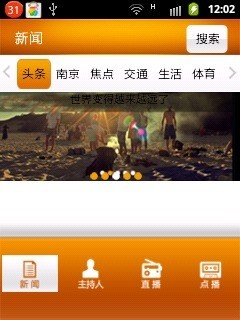 31
12:02
新闻
搜索
头条 南京 焦点 交通 生活 体育
世界变得越来越远了
新闻 主持人 直播 点播